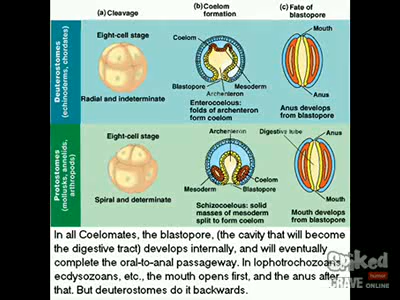 (a) Cleavage
(b) Coelom formation
(c) Fate of blastopore
Deuterostomes
(echinoderms, chordates)
Eight-cell stage
Radial and indeterminate
Coelom
Archenteron
Blastopore
Mesoderm
Enterocoelous:
folds of archenteron
form coelom
Mouth
Anus
Anus develops
from blastopore
Protostomes
(mollusks, annelids,
arthropods)
Eight-cell stage
Spiral and determinate
Archenteron
Coelom
Mesoderm
Blastopore
Schizocoelous: solid
masses of mesoderm
split to form coelom
Digestive tube
Anus
Mouth
Mouth develops
from blastopore
In all Coelomates, the blastopore, (the cavity that will become
the digestive tract) develops internally, and will eventually
complete the oral-to-anal passageway. In lophotrochozoans,
ecdysozoans, etc., the mouth opens first, and the anus after
that. But deuterostomes do it backwards.
Spiked
humor
CRAVE ONLINE